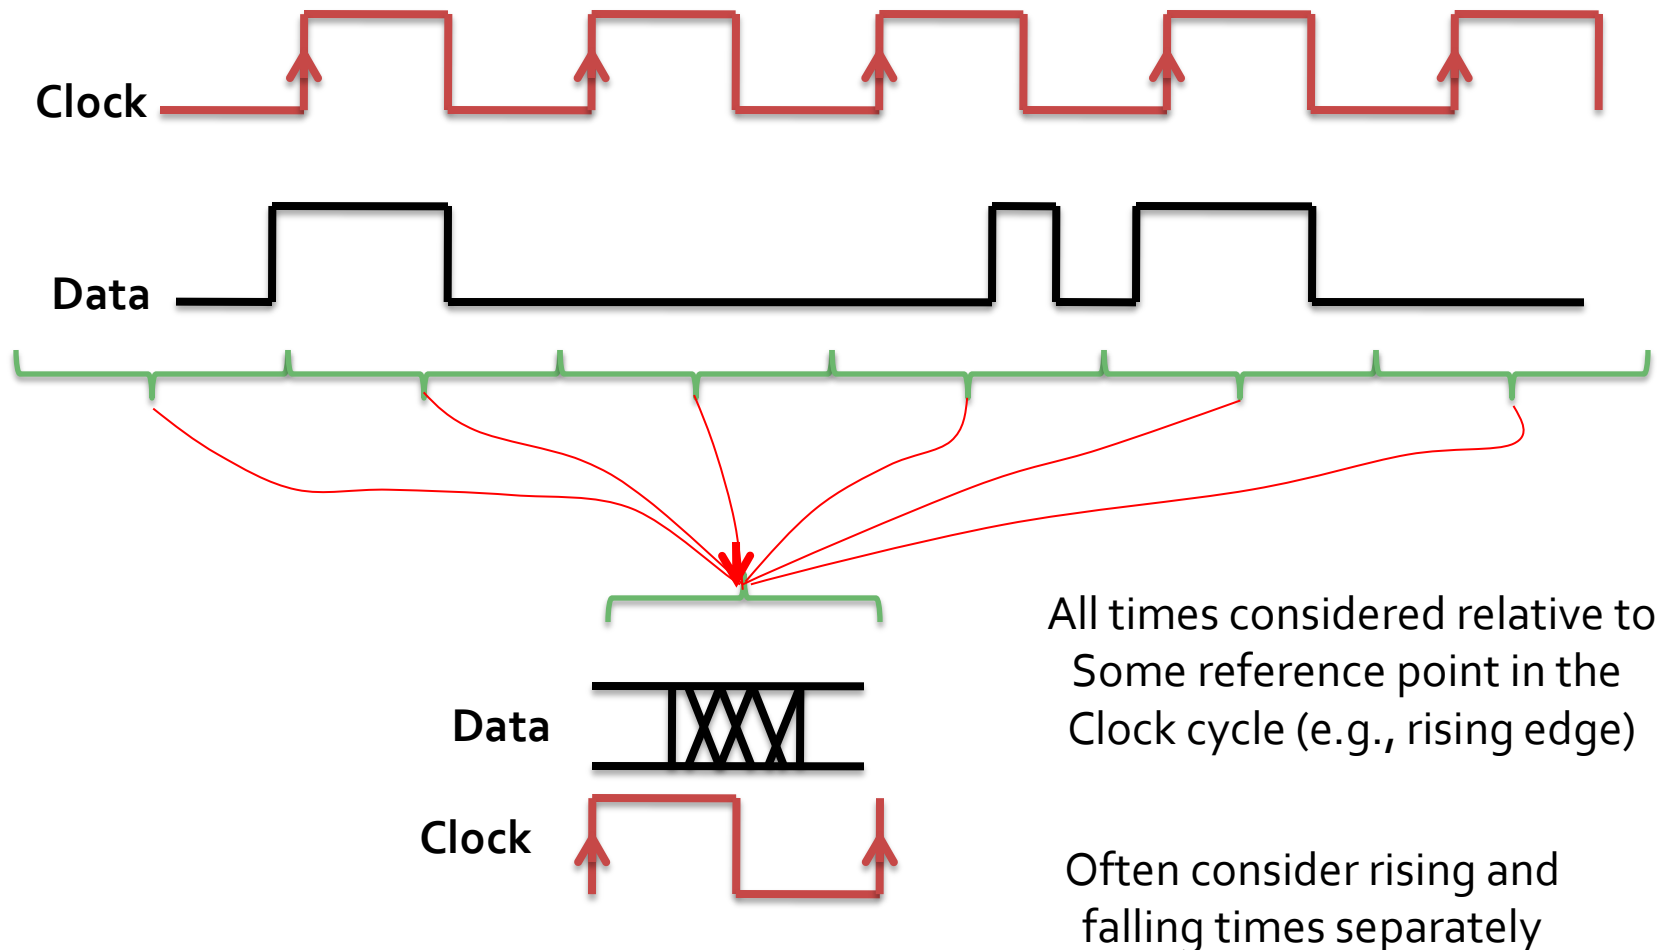 Clock
Data
All times considered relative to
Some reference point in the
Clock cycle (e.g., rising edge)
Data
Clock
Often consider rising and
falling times separately